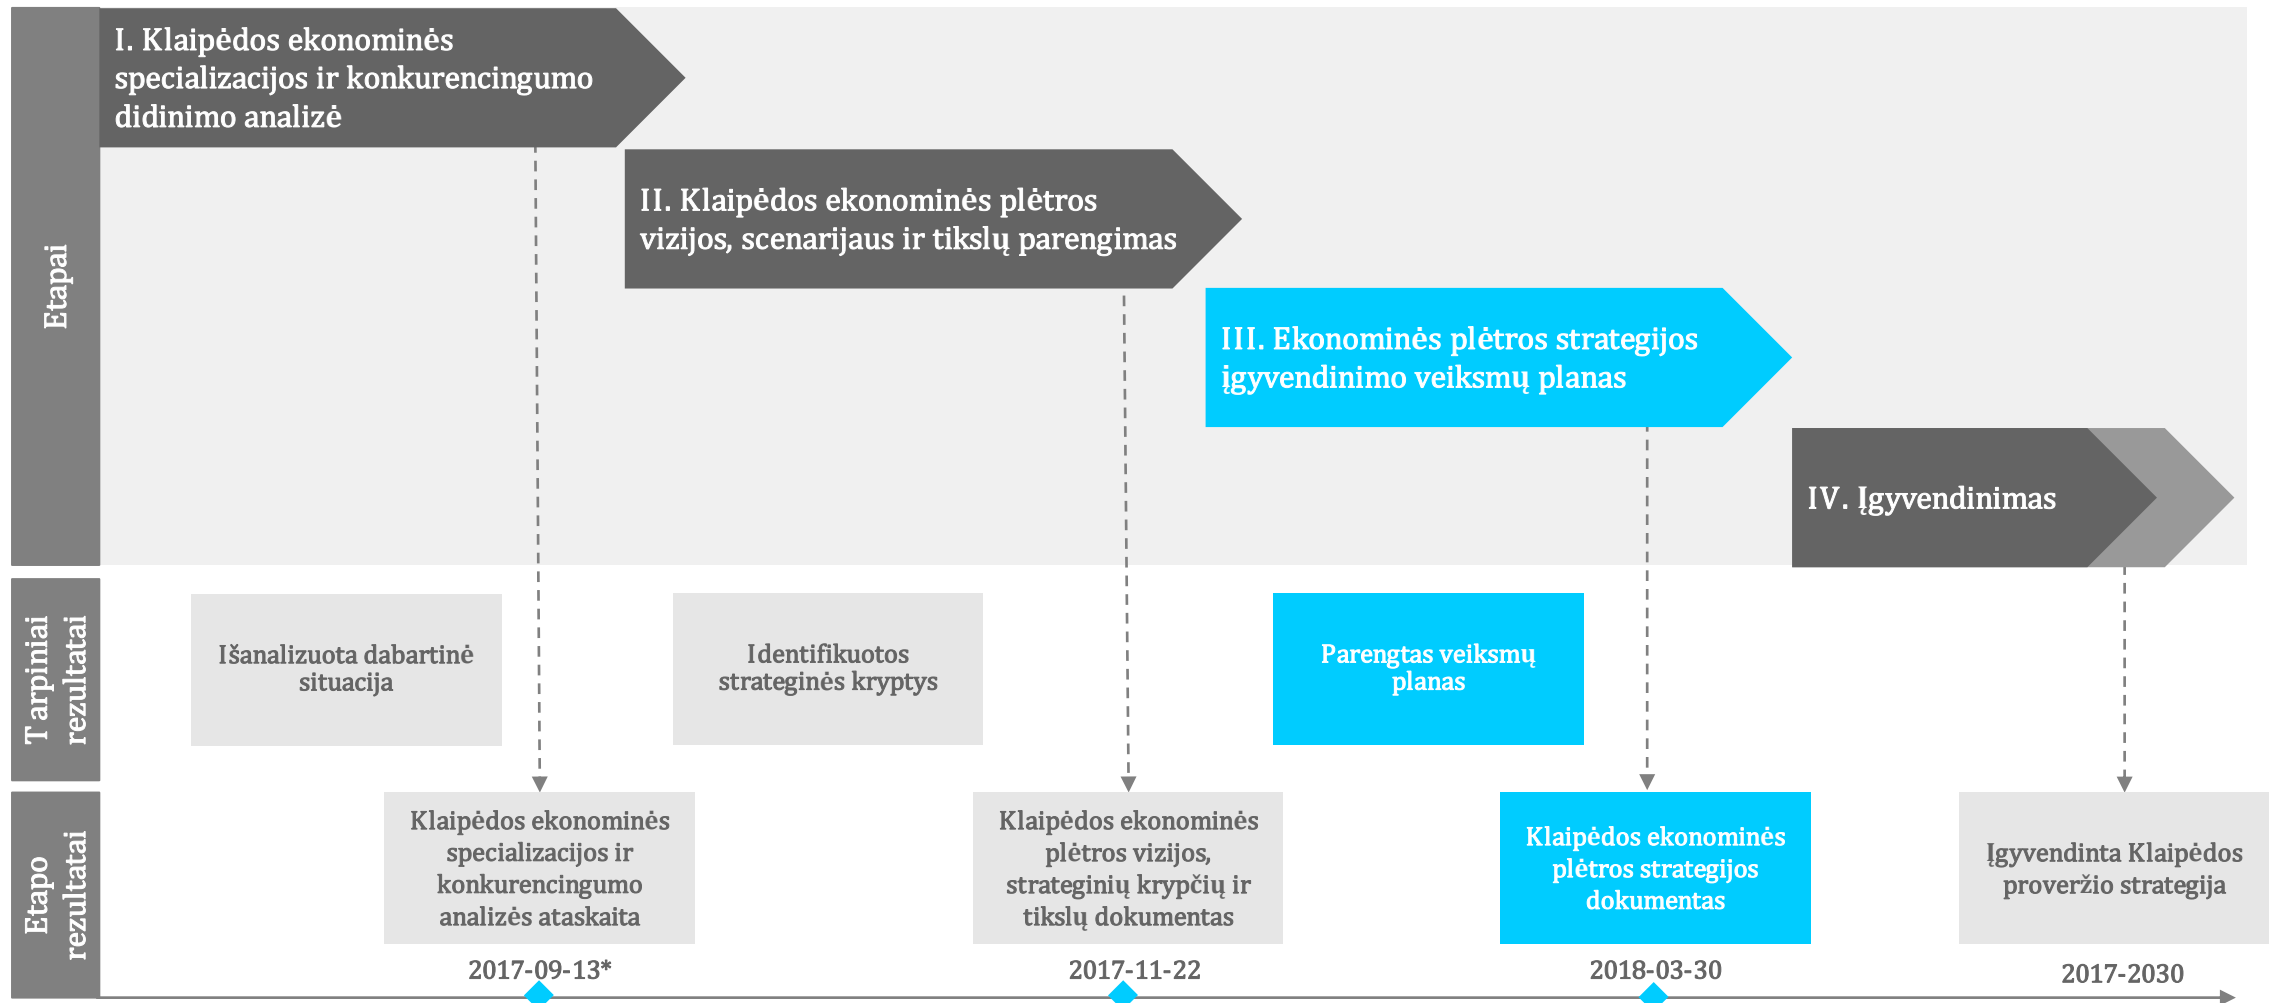 Etapai
I. Klaipėdos ekonominės
specializacijos ir konkurencingumo
didinimo analizė
II. Klaipėdos ekonominės plėtros
vizijos, scenarijaus ir tikslų parengimas
III. Ekonominės plėtros strategijos
įgyvendinimo veiksmų planas
IV. Įgyvendinimas
Tarpiniai
rezultatai
Išanalizuota dabartinė
situacija
Identifikuotos
strateginės kryptys
Parengtas veiksmų
planas
Etapo
rezultatai
Klaipėdos ekonominės
specializacijos ir
konkurencingumo
analizės ataskaita
Klaipėdos ekonominės
plėtros vizijos,
strateginių krypčių ir
tikslų dokumentas
Klaipėdos ekonominės
plėtros strategijos
dokumentas
Įgyvendinta Klaipėdos
proveržio strategija
2017-09-13*
2017-11-22
2018-03-30
2017-2030